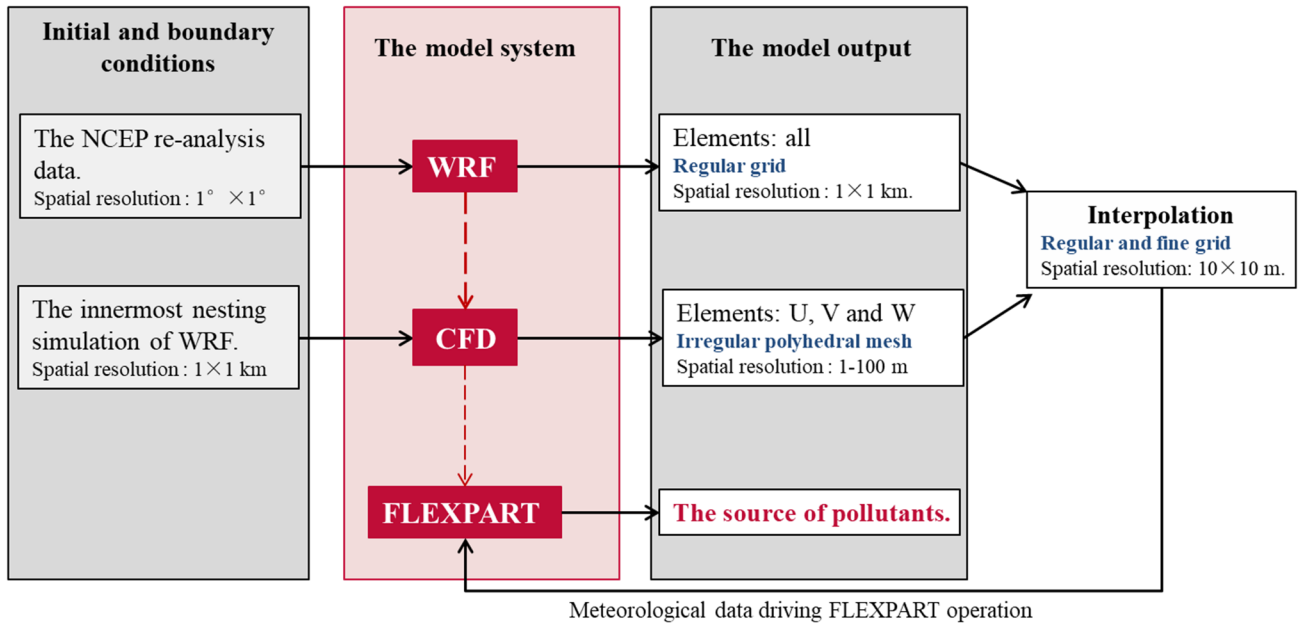 Initial and boundary
conditions
The NCEP re-analysis
data.
Spatial resolution : 1° ×1°
The innermost nesting
simulation of WRF.
Spatial resolution : 1×1 km
The model system
WRF
CFD
FLEXPART
The model output
Elements: all
Regular grid
Spatial resolution : 1×1 km.
Elements: U, V and W
Irregular polyhedral mesh
Spatial resolution : 1-100 m
The source of pollutants.
Interpolation
Regular and fine grid
Spatial resolution: 10×10 m.
Meteorological data driving FLEXPART operation